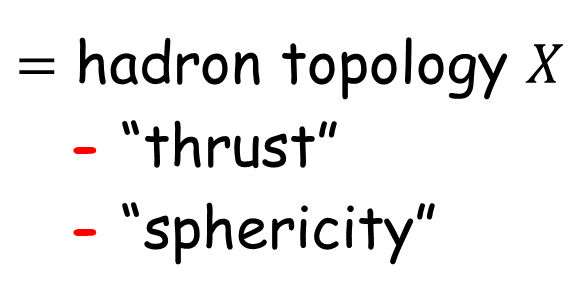 = hadron topology X
- “thrust”
- “sphericity”